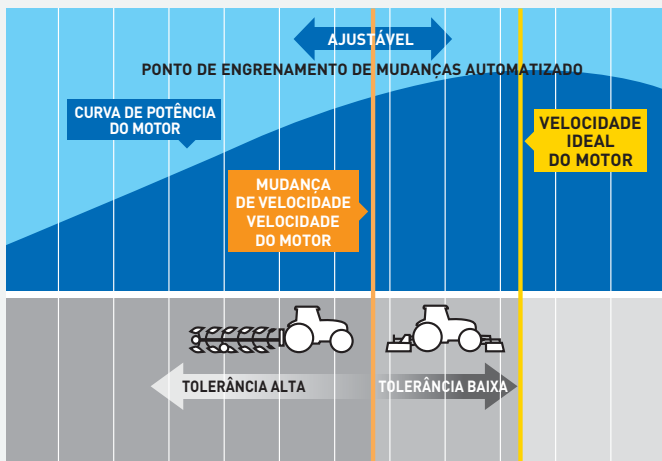 AJUSTÁVEL
PONTO DE ENGRENAMENTO DE MUDANÇAS AUTOMATIZADO
CURVA DE POTÊNCIA
DO MOTOR
VELOCIDADE
IDEAL
DO MOTOR
MUDANÇA
DE VELOCIDADE
VELOCIDADE
DO MOTOR
TOLERÂNCIA ALTA
TOLERÂNCIA BAIXA